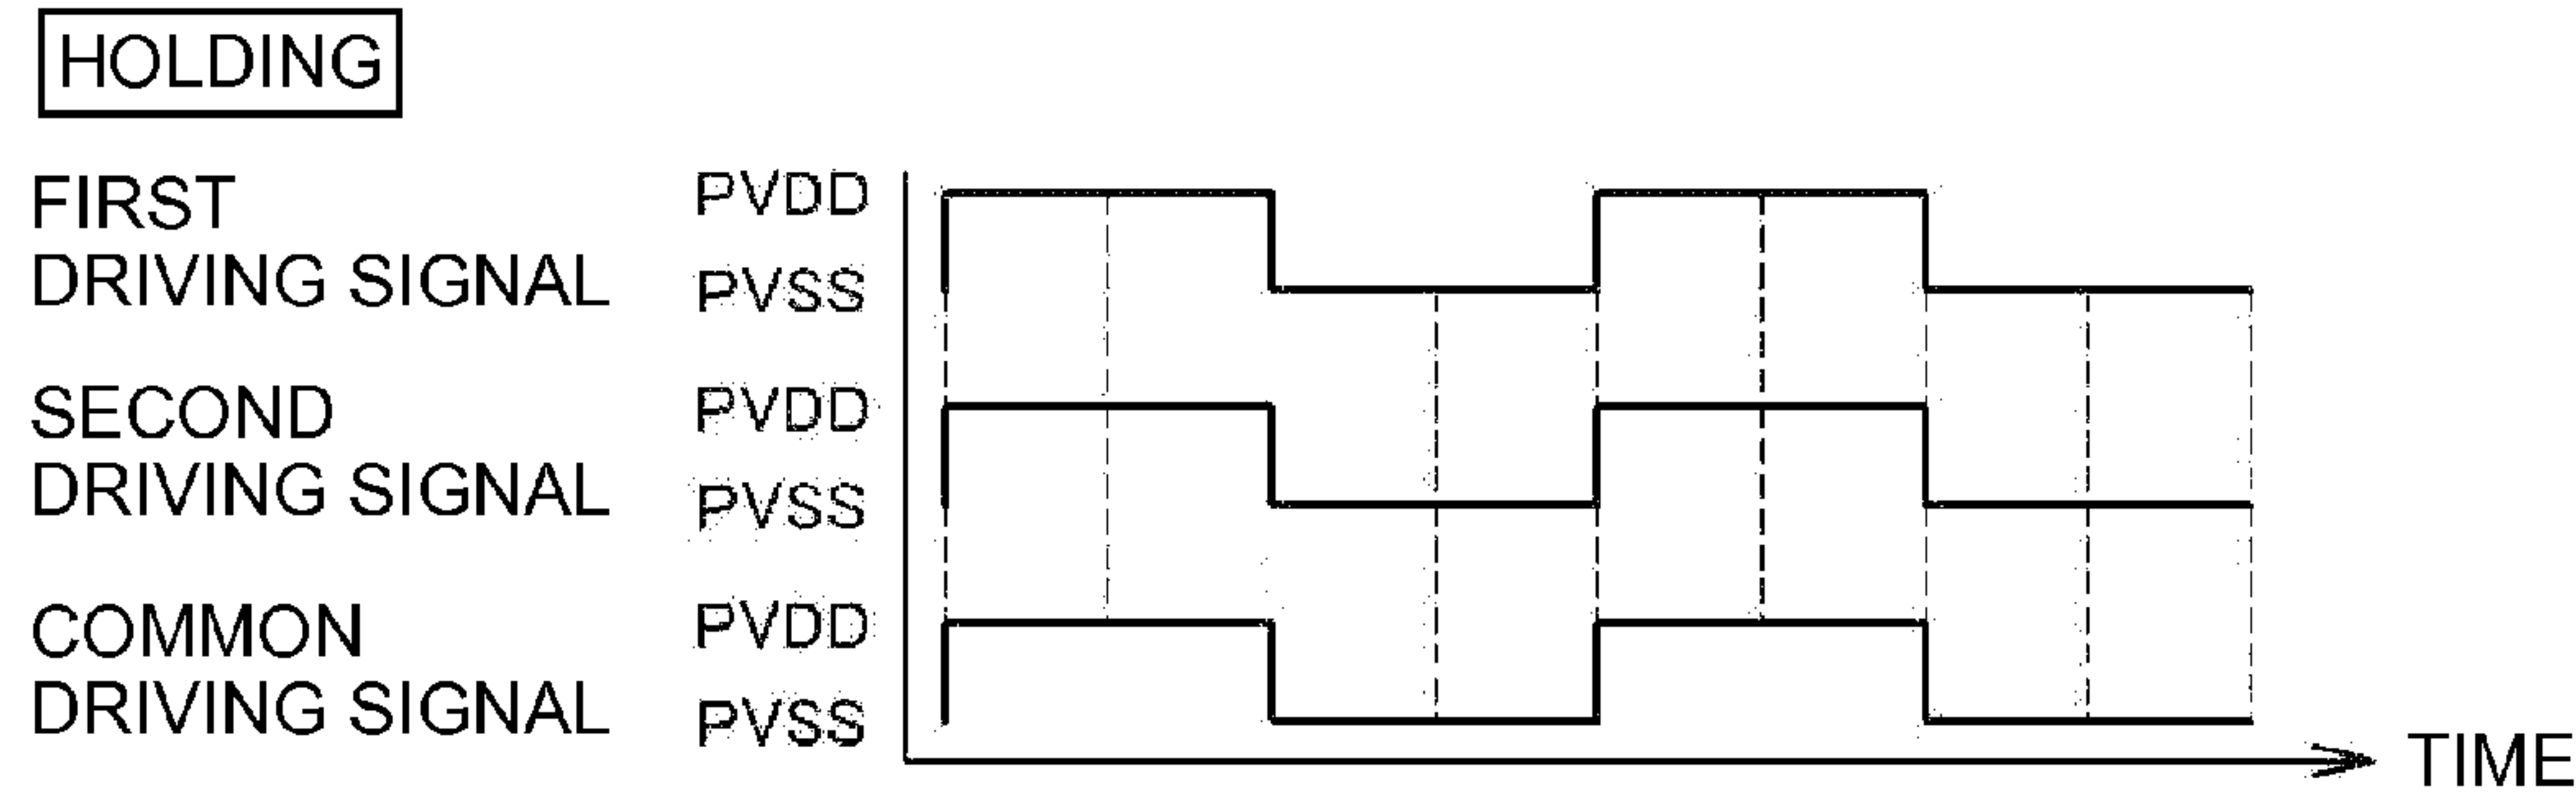 HOLDING
FIRST
DRIVING SIGNAL
PVDD
PVSS
SECOND
DRIVING SIGNAL
PVDD
PVSS
COMMON
DRIVING SIGNAL
PVDD
PVSS
TIME